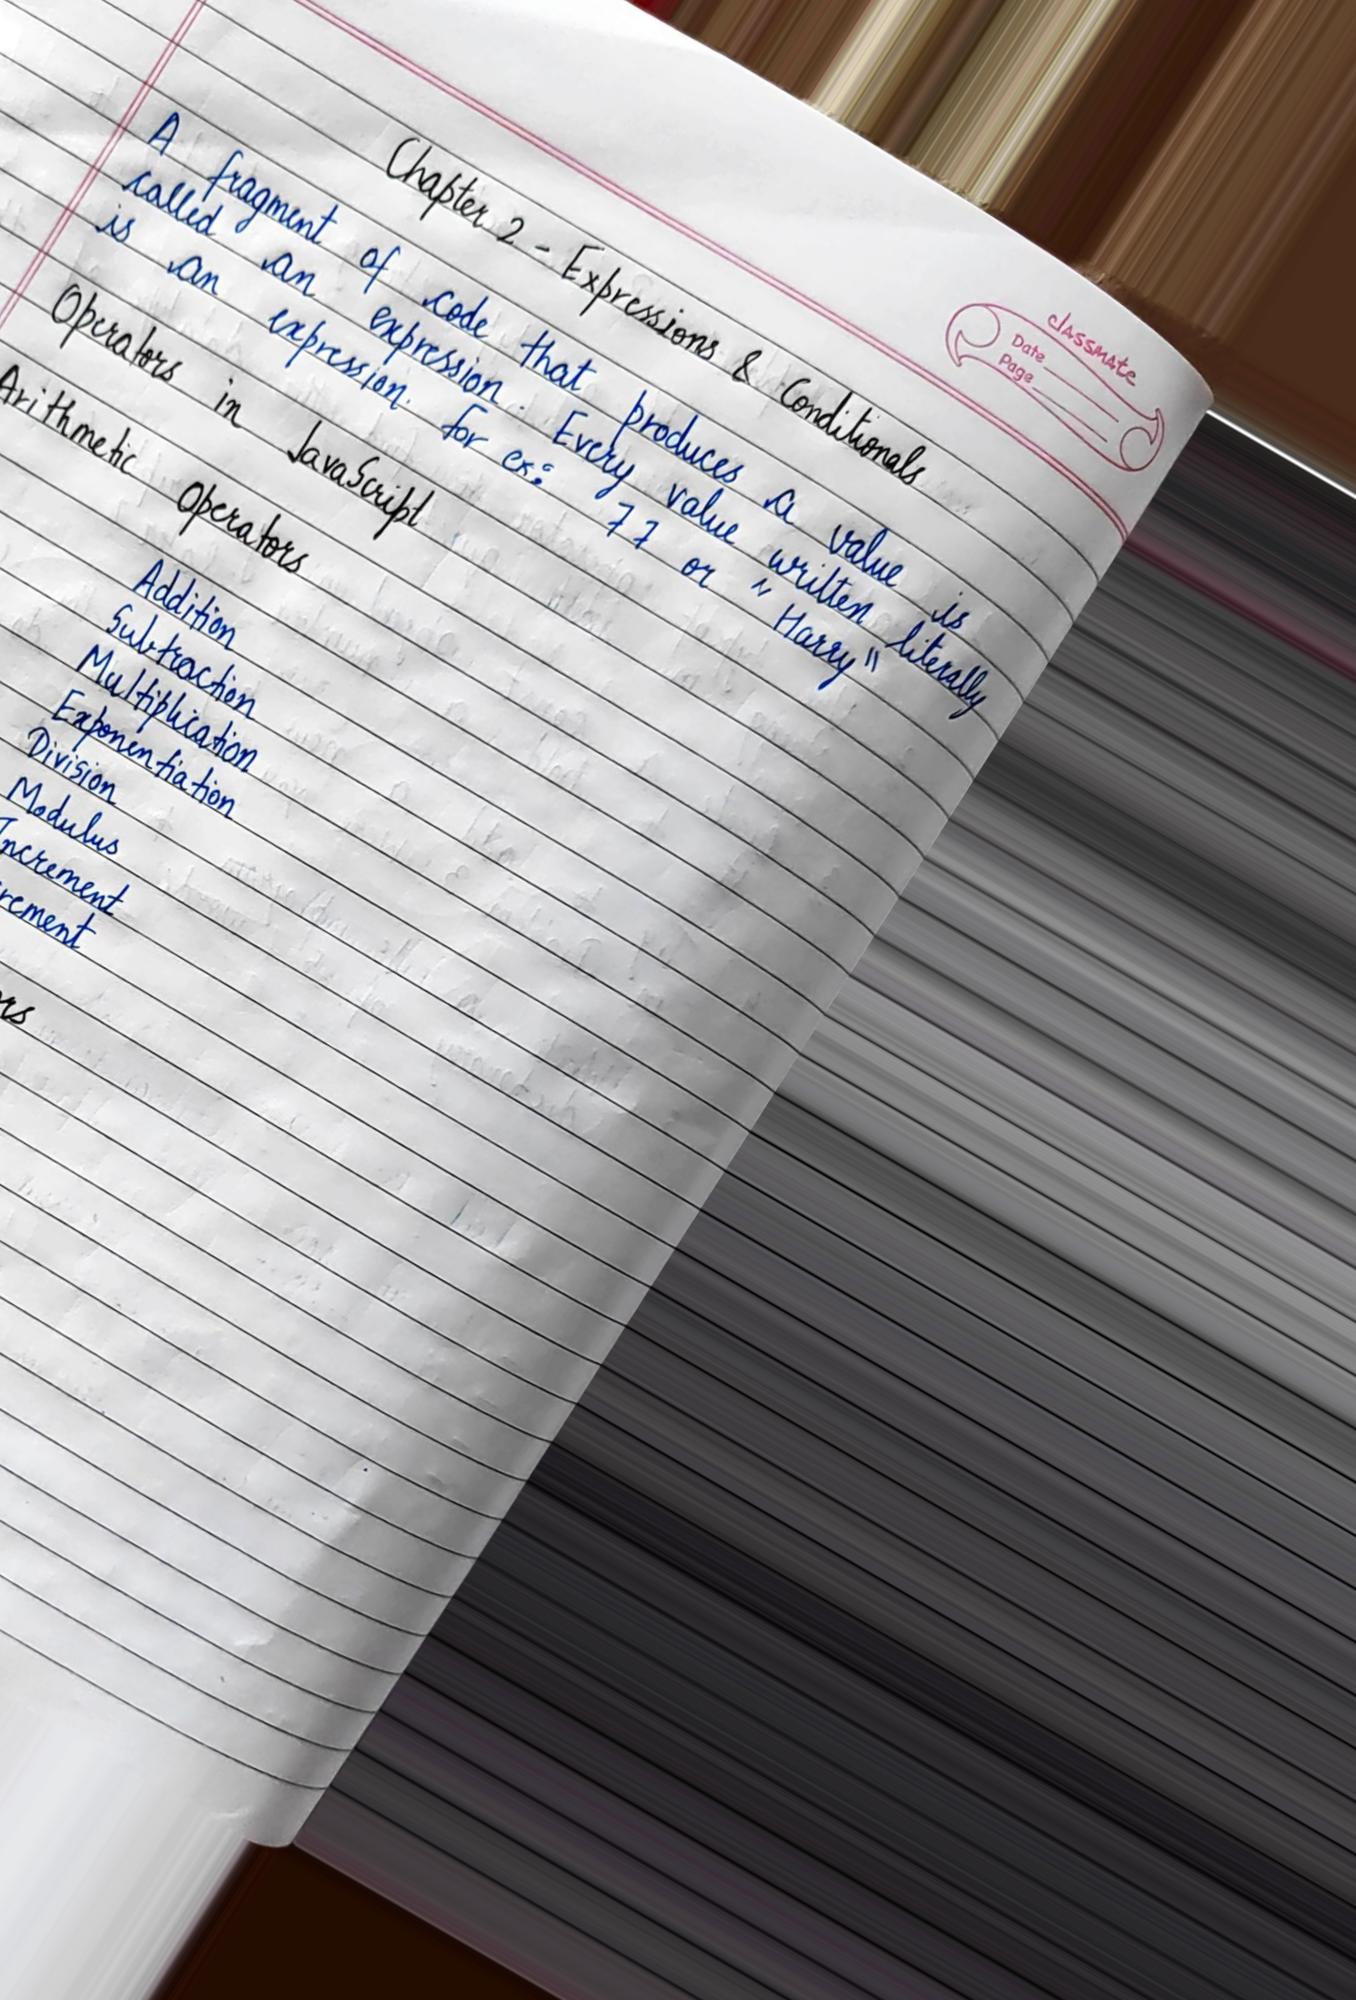 classmate
Date
Page
Chapter 2 - Expressions & Conditionals
A fragment of code that produces a value is
called an expression. Every value written literally
is an expression. for ex: 77 or "Harry"
Operators in JavaScript
Arithmetic Operators
Addition
Subtraction
Multiplication
Exponentiation
Division
Modulus
Increment
rement
rs